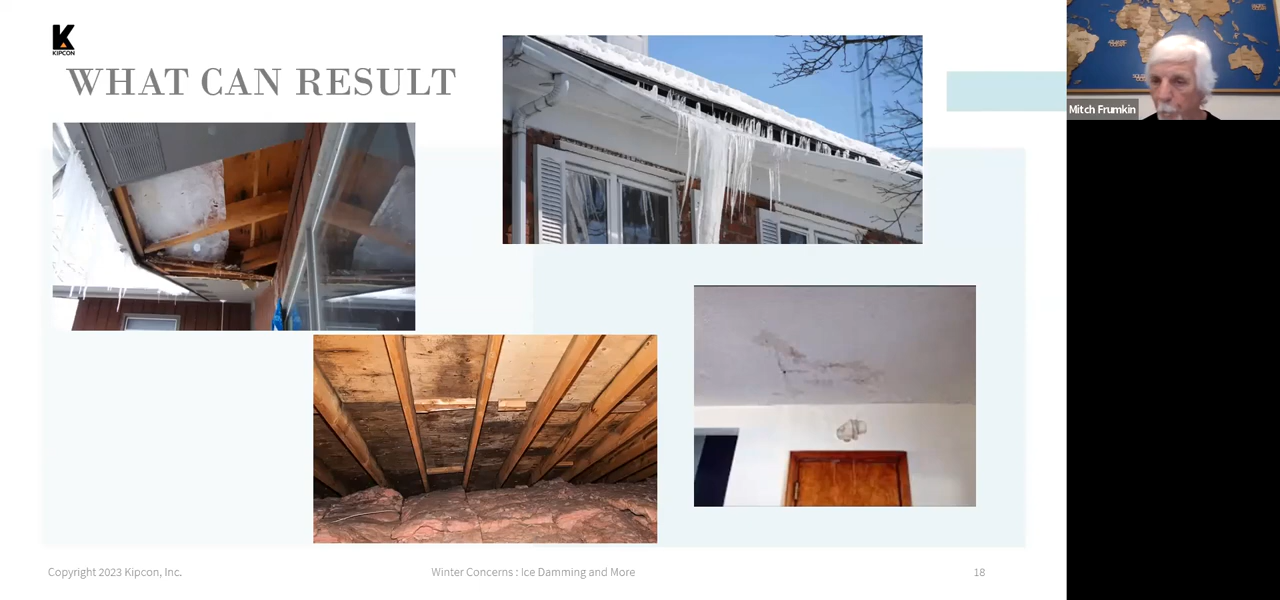 K
KIPCON
WHAT CAN RESULT
Mitch Frumkin
Copyright 2023 Kipcon, Inc.
Winter Concerns : Ice Damming and More
18